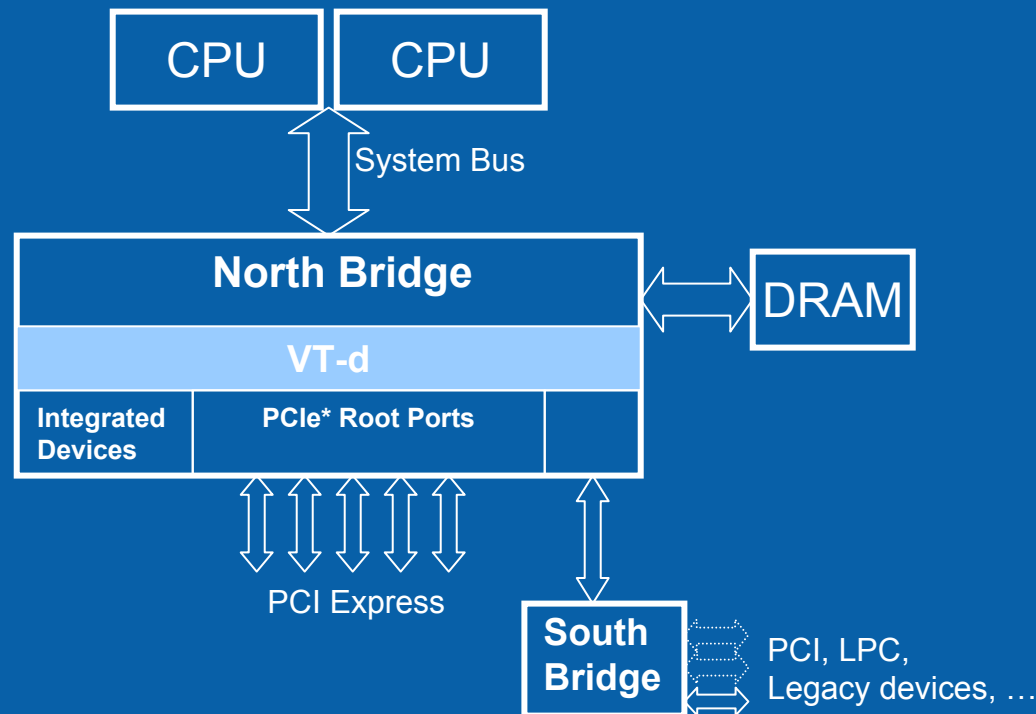 CPU
CPU
System Bus
North Bridge
DRAM
VT-d
Integrated
Devices
PCIe* Root Ports
PCI Express
South
Bridge
PCI, LPC,
Legacy devices, …